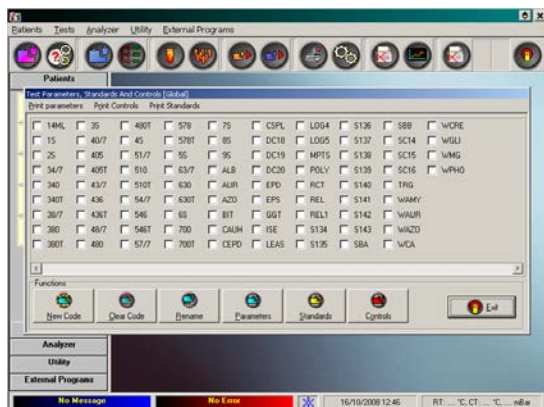 Patients Tests Analyzer Utility External Programs
Patients
Test Parameters, Standards And Controls [Global]
Print parameters Print Controls Print Standards
14ML 3S 480T 578 7S CSPL LOG4 S136 SBB WCRE
1S 40/7 4S 578T 8S DC18 LOG5 S137 SC14 WGLI
2S 405 51/7 5S 9S DC19 MPTS S138 SC15 WMG
34/7 405T 510 63/7 ALB DC20 POLY S139 SC16 WPHO
340 43/7 510T 630 AUR EPD RCT S140 TRG
340T 436 54/7 630T AZO EPS REL S141 WAMY
38/7 436T 546 6S BIT GGT REL1 S142 WAUR
380 48/7 546T 700 CAUH ISE S134 S143 WAZO
380T 480 57/7 700T CEPD LEAS S135 SBA WCA
Functions
New Code Clear Code Rename Parameters Standards Controls Exit
Analyzer
Utility
External Programs
No Message No Error 16/10/2008 12:46 RT: ... °C, CT: ... °C, ... mBar